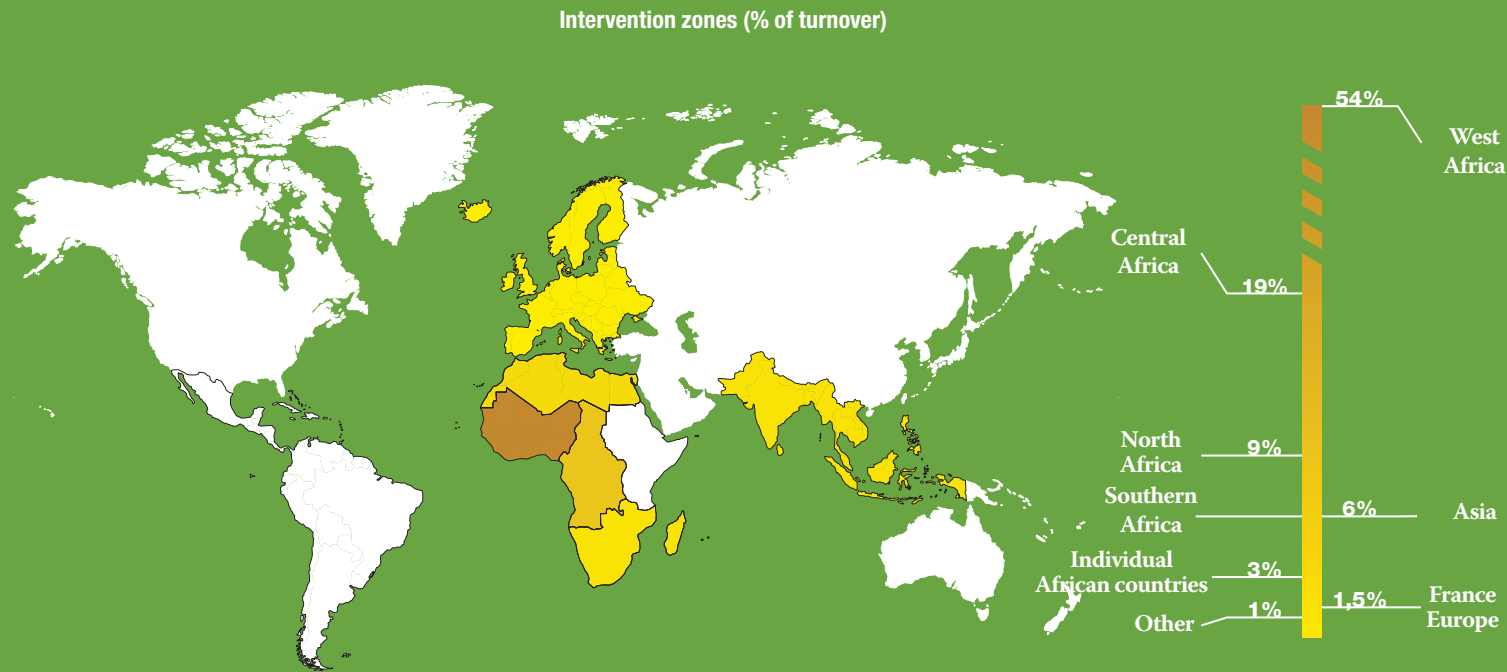 Intervention zones (% of turnover)
54%
West
Africa
Central
Africa
19%
North
Africa
9%
Southern
Africa
6%
Asia
Individual
African countries
3%
1,5%
France
Europe
1%
Other